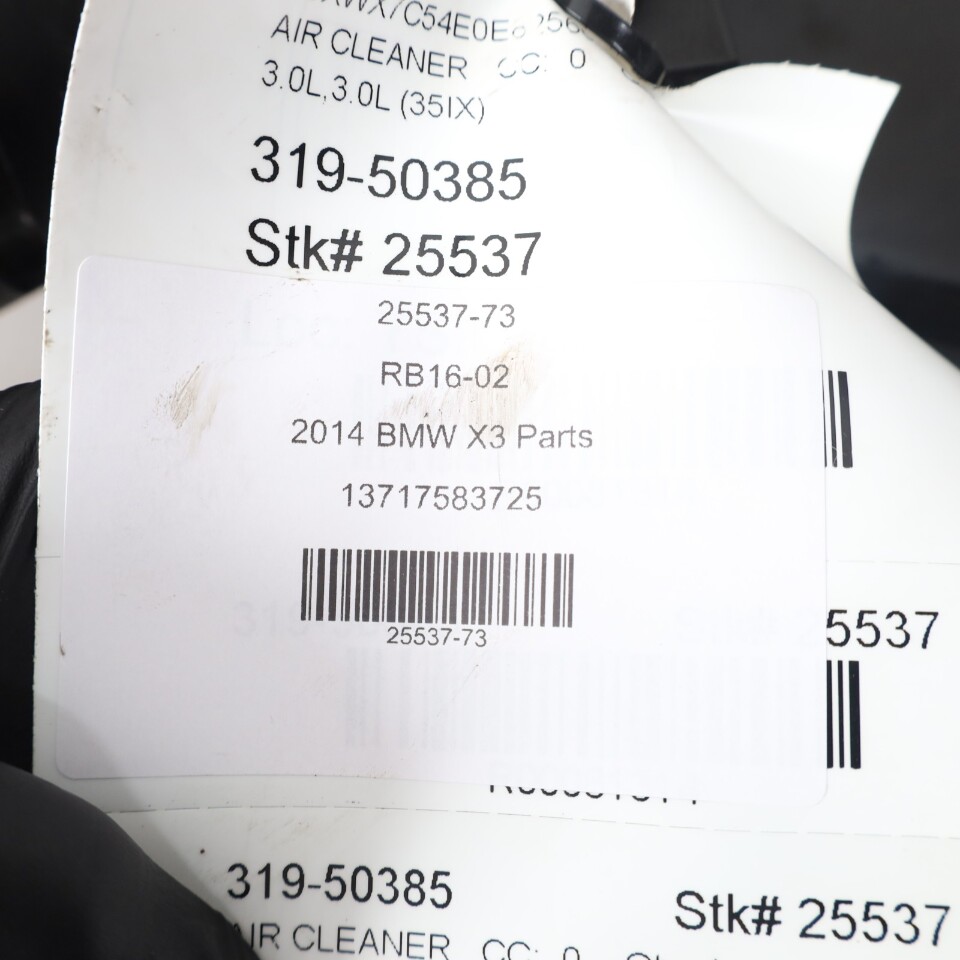 AIR CLEANER CC: 0
3.0L,3.0L (35IX)
319-50385
Stk# 25537
25537-73
RB16-02
2014 BMW X3 Parts
13717583725
25537-73
5537
319-50385
Stk# 25537
AIR CLEANER CC: 0